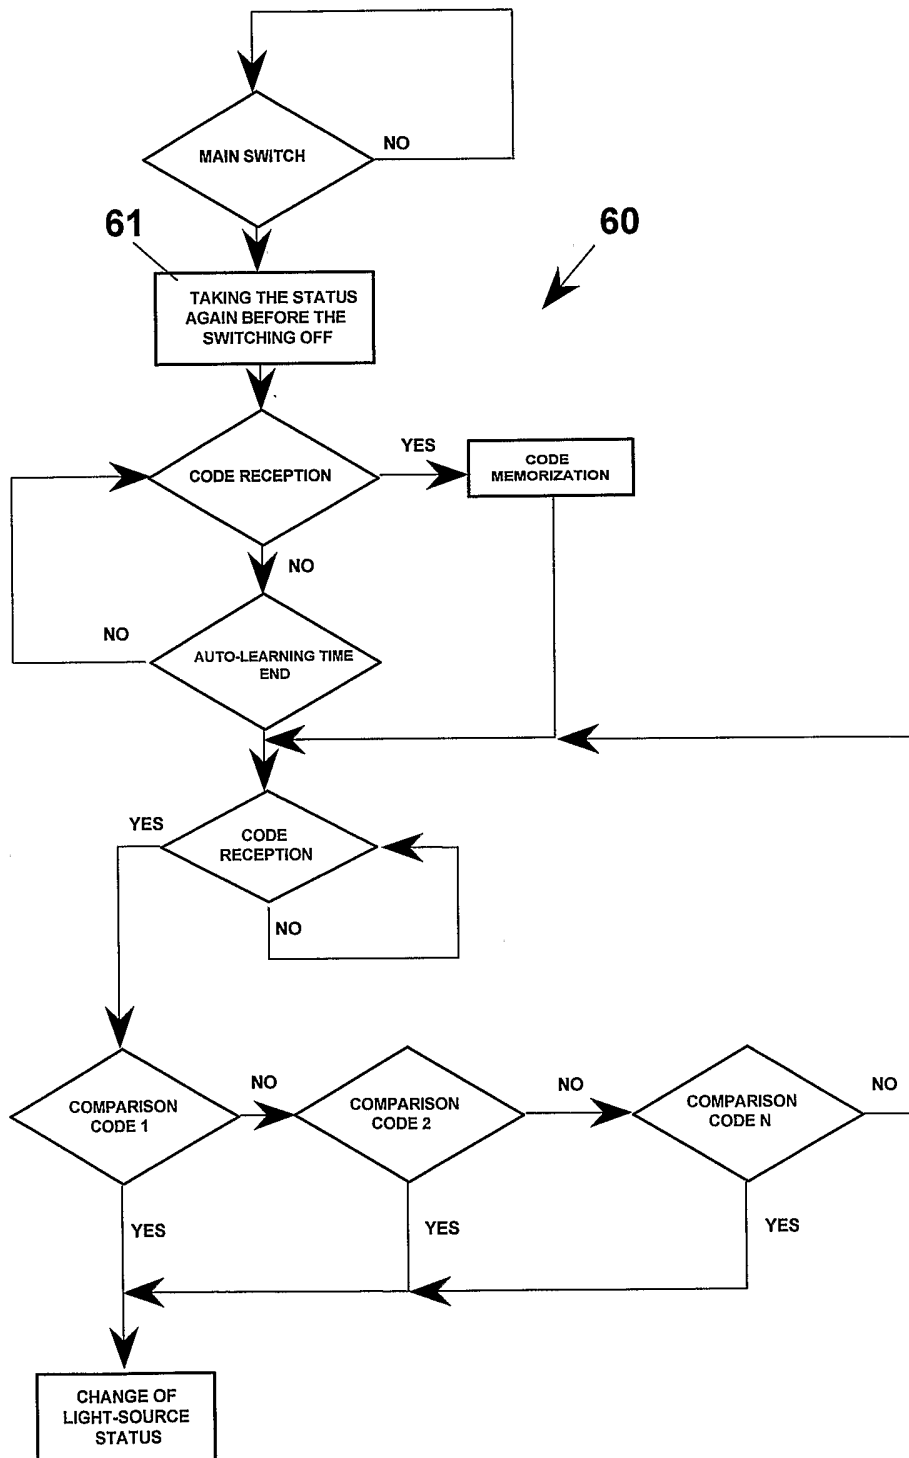 MAIN SWITCH
NO
61
60
TAKING THE STATUS
AGAIN BEFORE THE
SWITCHING OFF
CODE RECEPTION
YES
CODE
MEMORIZATION
NO
NO
AUTO-LEARNING TIME
END
YES
CODE
RECEPTION
NO
COMPARISON
CODE 1
NO
COMPARISON
CODE 2
NO
COMPARISON
CODE N
NO
YES
YES
YES
CHANGE OF
LIGHT-SOURCE
STATUS